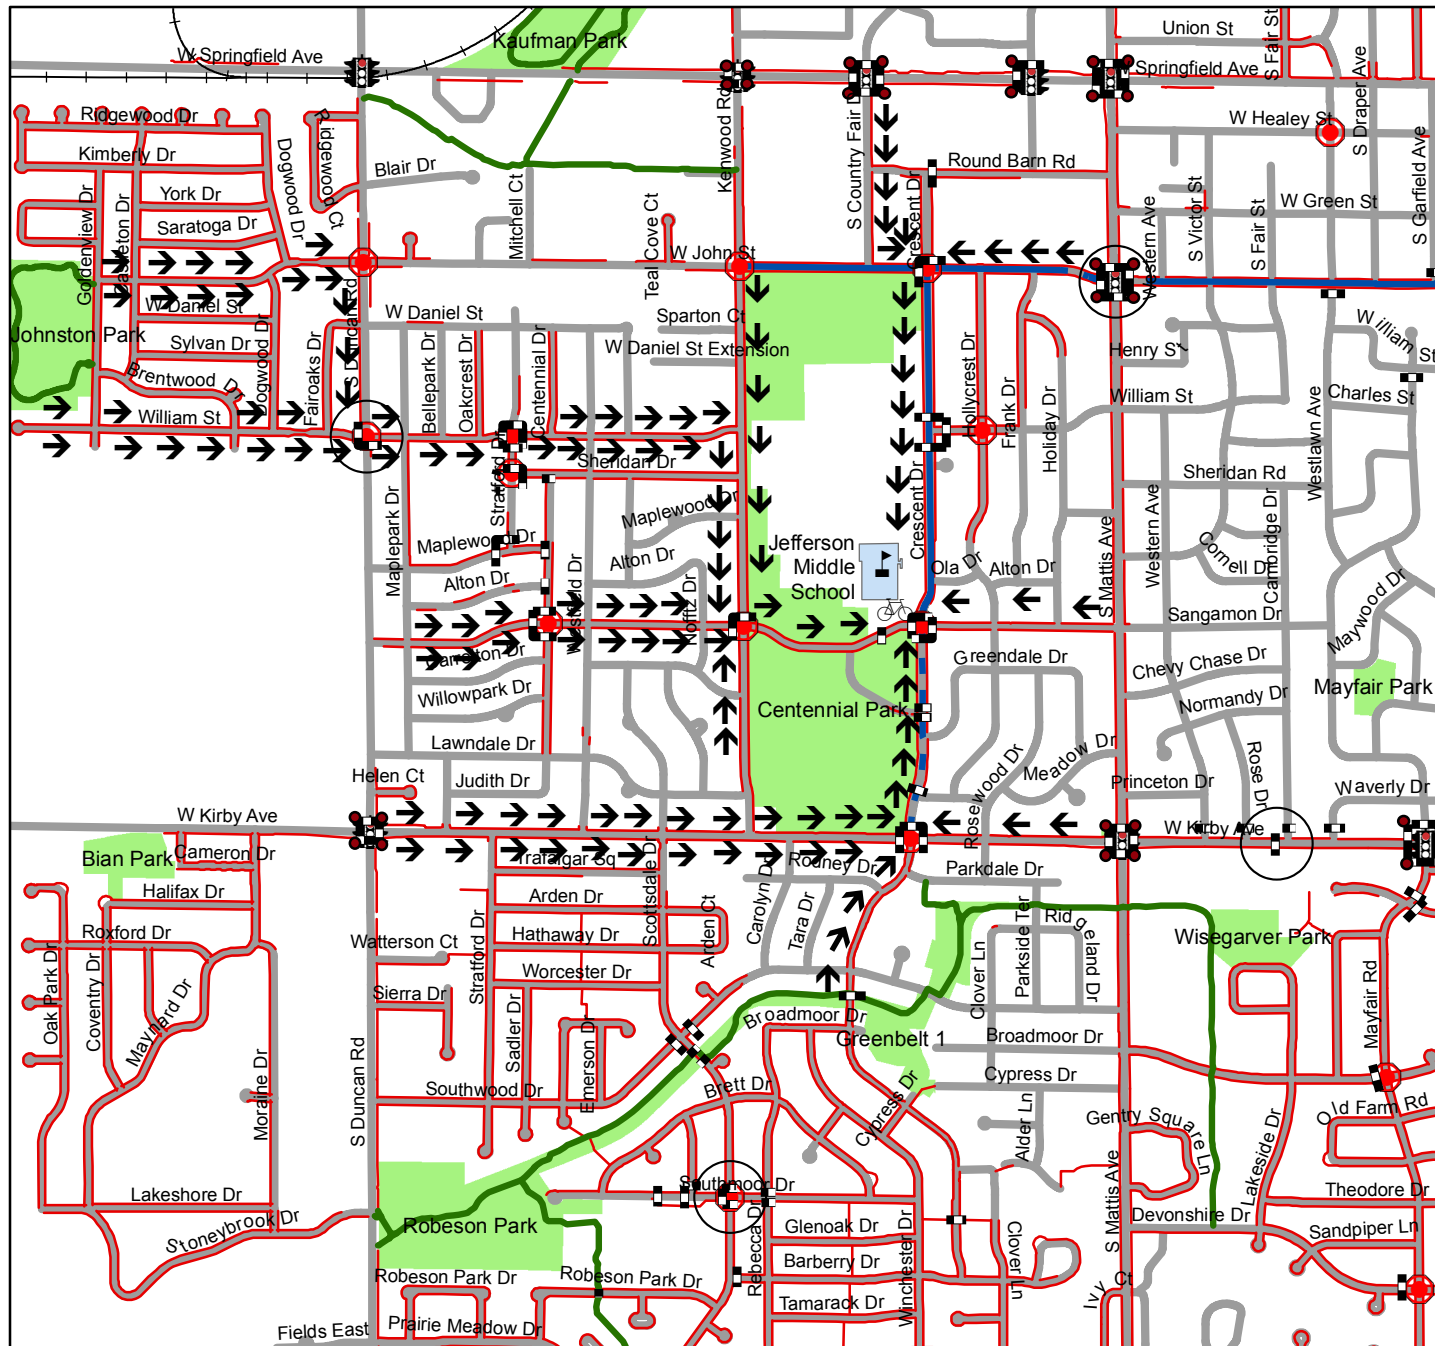 Union St
Kaufman Park
S Fair St
W Springfield Ave
Springfield Ave
S Draper Ave
Kenwood Rd
S Country Fair D
Ridgewood Dr
Ridgewood Ct
W Healey St
Kimberly Dr
Dogwood Dr
Blair Dr
Round Barn Rd
York Dr
Crescent Dr
S Victor St
W Green St
S Garfield Ave
Goldenview Dr
Castleton Dr
Saratoga Dr
Mitchell Ct
Teal Cove Ct
W John St
Western Ave
S Fair St
W Daniel St
S Duncan Rd
W Daniel St
Sparton Ct
William St
Johnston Park
Sylvan Dr
Dogwood Dr
Fairoaks Dr
Bellepark Dr
Oakcrest Dr
Centennial Dr
W Daniel St Extension
Hollycrest Dr
Frank Dr
Holiday Dr
Henry St
Brentwood Dr
William St
William St
Westlawn Ave
Charles St
Stratford Dr
Sheridan Dr
Sheridan Rd
Maplepark Dr
Maplewood Dr
Maplewood Dr
Crescent Dr
S Mattis Ave
Western Ave
Cornell Dr
Cambridge Dr
Jefferson
Middle
School
Alton Dr
Alton Dr
Ola Dr
Alton Dr
Maywood Dr
Westfield Dr
Nofftz Dr
Sangamon Dr
Garrelton Dr
Greendale Dr
Chevy Chase Dr
Willowpark Dr
Centennial Park
Normandy Dr
Mayfair Park
Lawndale Dr
Rosewood Dr
Meadow Dr
Rose Dr
Helen Ct
Judith Dr
Princeton Dr
Waverly Dr
W Kirby Ave
W Kirby Ave
Bian Park
Cameron Dr
Trafalgar Sq
Scottsdale Dr
Rodney Dr
Parkdale Dr
Halifax Dr
Arden Dr
Arden Ct
Carolyn Dr
Tara Dr
Parkside Ter
Ridgeland Dr
Roxford Dr
Watterson Ct
Stratford Dr
Hathaway Dr
Wisegarver Park
Oak Park Dr
Coventry Dr
Maynard Dr
Worcester Dr
Clover Ln
Mayfair Rd
Sierra Dr
Sadler Dr
Emerson Dr
Broadmoor Dr
Greenbelt 1
Broadmoor Dr
Moraine Dr
S Duncan Rd
Southwood Dr
Brett Dr
Cypress Dr
Cypress Dr
Alder Ln
Gentry Square Ln
Old Farm Rd
Lakeside Dr
Lakeshore Dr
Southmoor Dr
Theodore Dr
Stoneybrook Dr
Robeson Park
Rebecca Dr
Glenoak Dr
Winchester Dr
Clover Ln
S Mattis Ave
Devonshire Dr
Sandpiper Ln
Robeson Park Dr
Robeson Park Dr
Barberry Dr
Ivy Ct
Tamarack Dr
Fields East
Prairie Meadow Dr